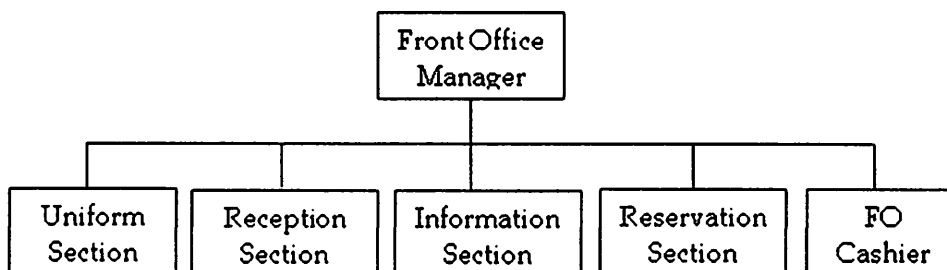 Front Office
Manager
Uniform
Section
Reception
Section
Information
Section
Reservation
Section
FO
Cashier